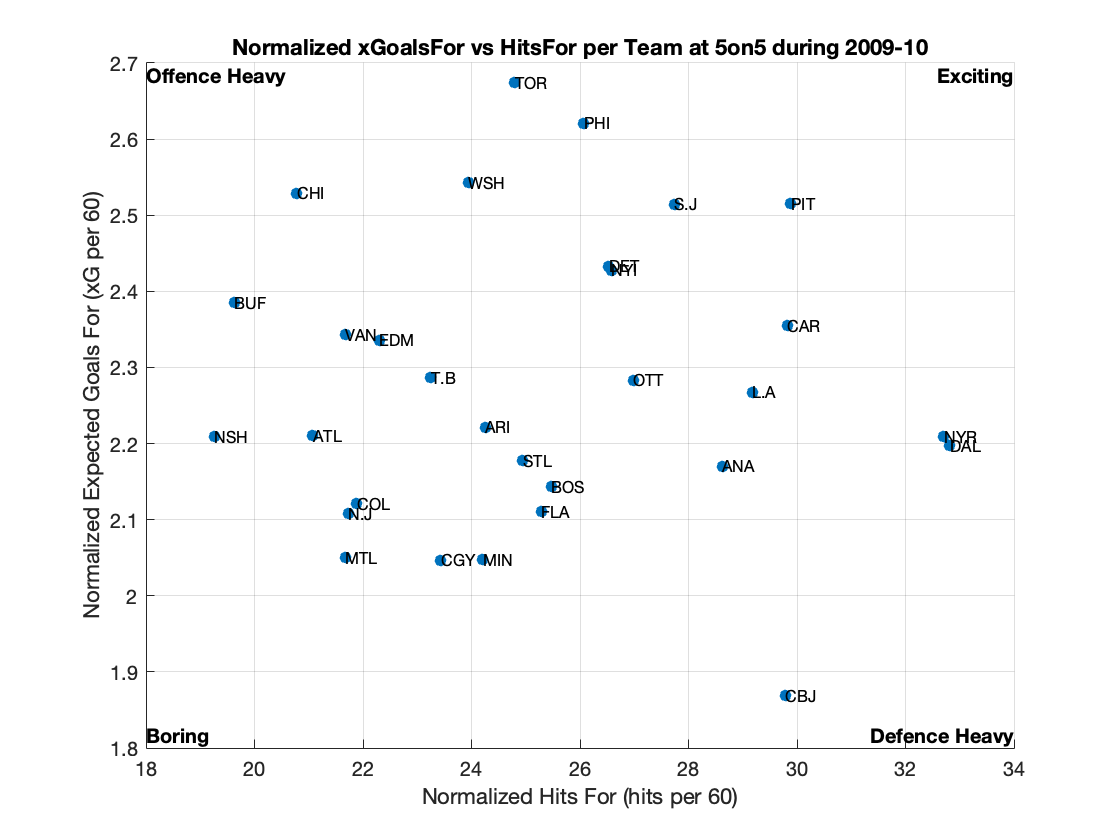 Normalized xGoalsFor vs HitsFor per Team at 5on5 during 2009-10
2.7
Offence Heavy
Exciting
TOR
PHI
2.6
WSH
CHI
S.J
PIT
2.5
DET
NYI
2.4
BUF
CAR
VAN
EDM
2.3
T.B
OTT
L.A
ARI
NSH
ATL
NYR
2.2
DAL
STL
ANA
BOS
COL
N.J
FLA
2.1
MTL
CGY
MIN
2
1.9
CBJ
Boring
Defence Heavy
1.8
18
20
22
24
26
28
30
32
34
Normalized Hits For (hits per 60)
Normalized Expected Goals For (xG per 60)